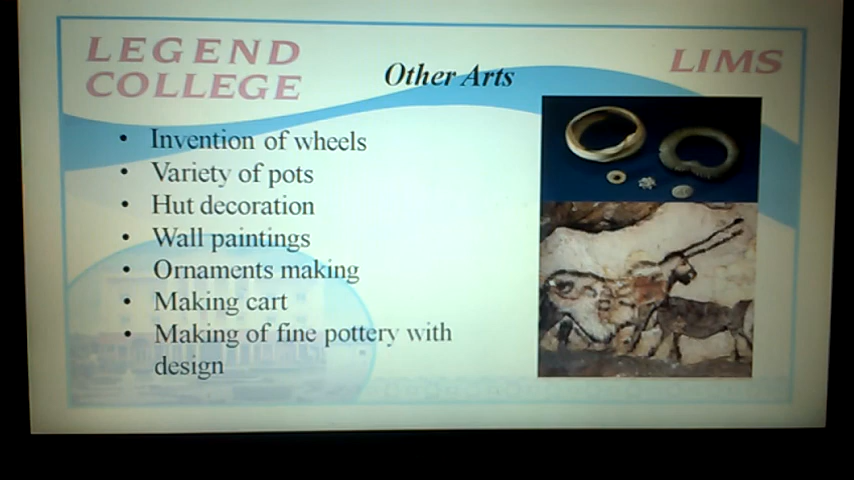 LEGEND
COLLEGE
Other Arts
LIMS
• Invention of wheels
• Variety of pots
• Hut decoration
• Wall paintings
• Ornaments making
• Making cart
• Making of fine pottery with
design